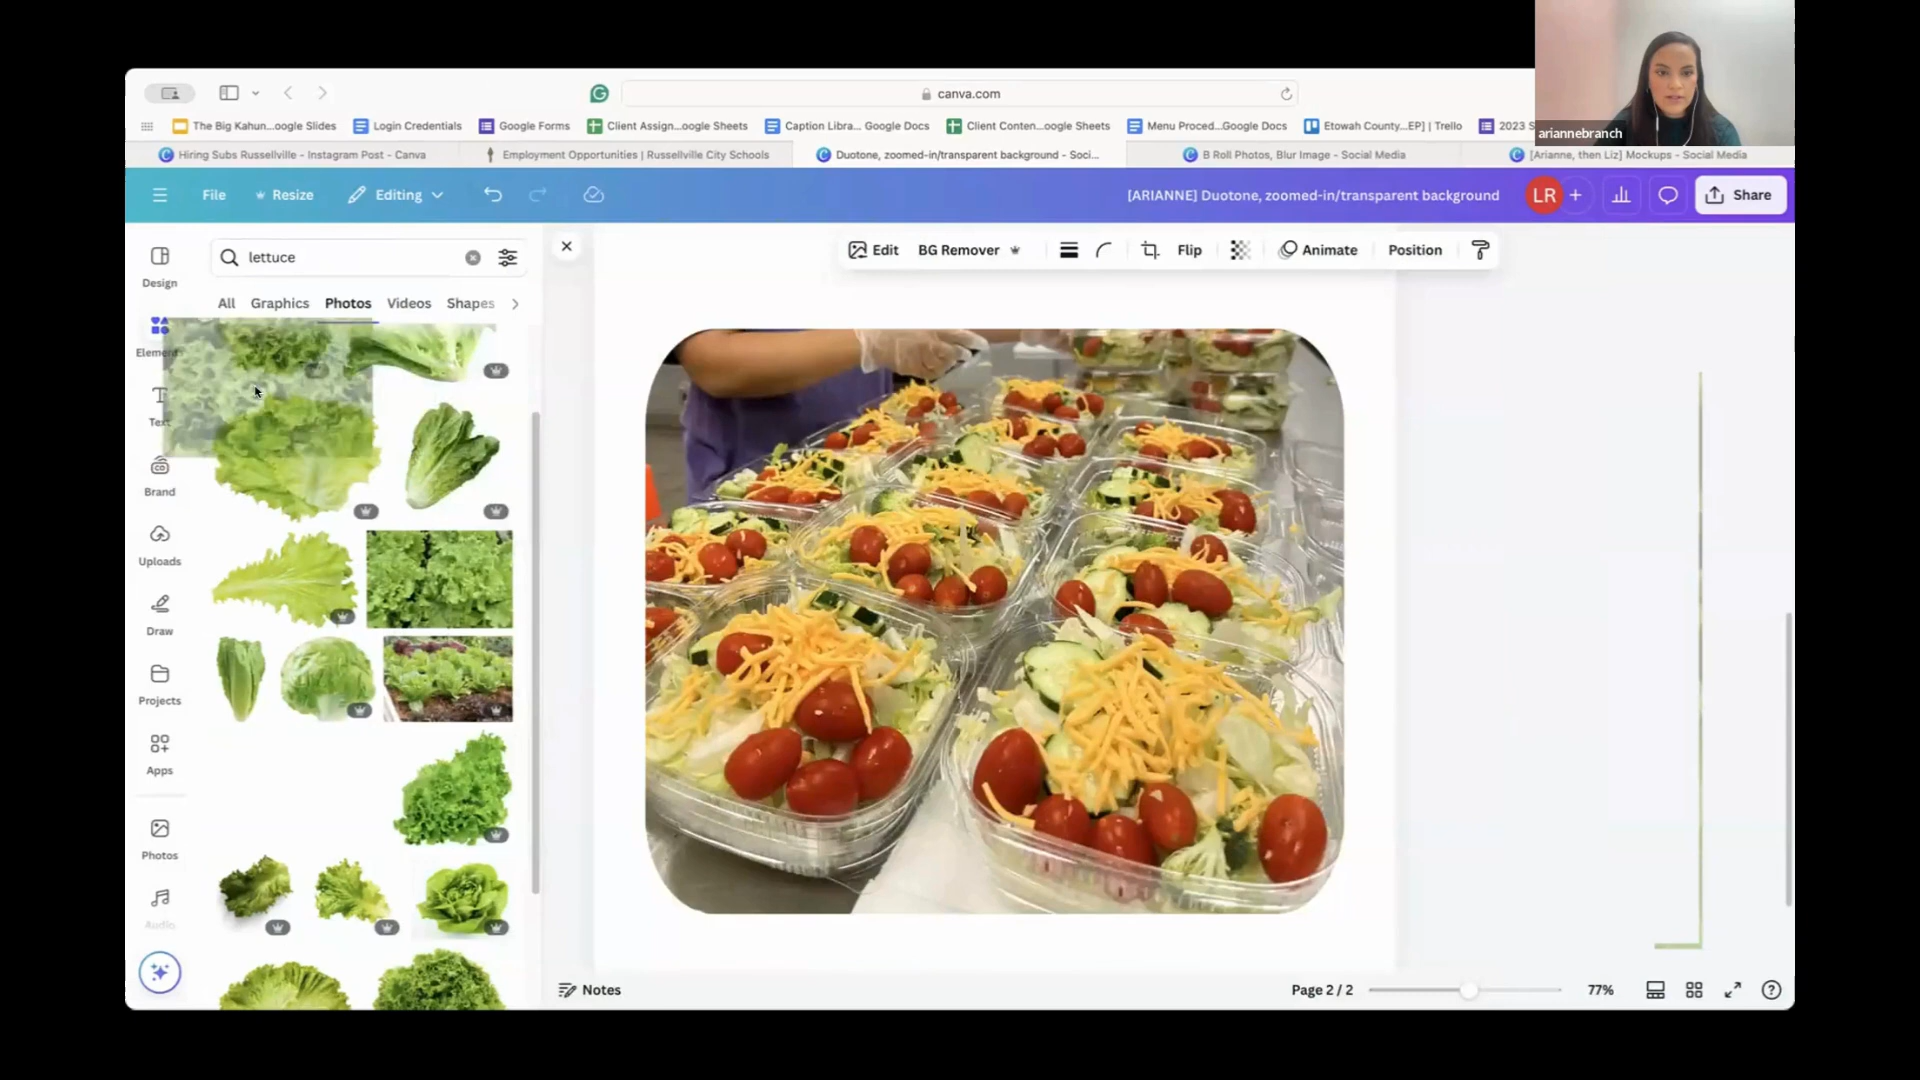 ariannebranch
canva.com
The Big Kahun...oogle Slides
Login Credentials
Google Forms
Client Assign...oogle Sheets
Caption Libra... Google Docs
Client Conten...oogle Sheets
Menu Proced...Google Docs
Etowah County...EP] | Trello
2023 S
Hiring Subs Russellville - Instagram Post - Canva
Employment Opportunities | Russellville City Schools
Duotone, zoomed-in/transparent background - Soci...
B Roll Photos, Blur Image - Social Media
[Arianne, then Liz] Mockups - Social Media
File
Resize
Editing
[ARIANNE] Duotone, zoomed-in/transparent background
LR
+
Share
lettuce
Edit
BG Remover
Flip
Animate
Position
All
Graphics
Photos
Videos
Shapes
Design
Elements
Text
Brand
Uploads
Draw
Projects
Apps
Photos
Audio
Notes
Page 2 / 2
77%